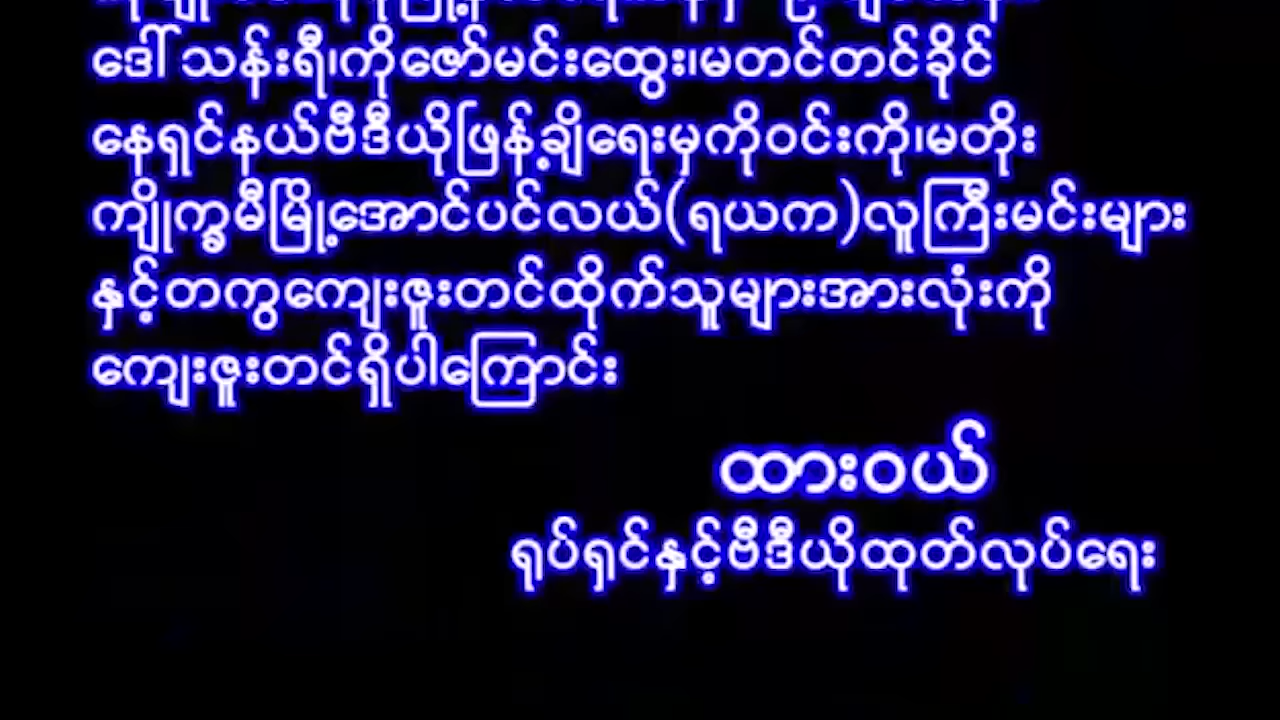 ဒေါ်သန်းရီ၊ကိုဇော်မင်းထွေး၊မတင်တင်ခိုင်
နေရှင်နယ်ဗီဒီယိုဖြန့်ချိရေးမှကိုဝင်းကို၊မတိုး
ကျိုက္ခမီမြို့အောင်ပင်လယ်(ရယက)လူကြီးမင်းများ
နှင့်တကွကျေးဇူးတင်ထိုက်သူများအားလုံးကို
ကျေးဇူးတင်ရှိပါကြောင်း
ထားဝယ်
ရုပ်ရှင်နှင့်ဗီဒီယိုထုတ်လုပ်ရေး